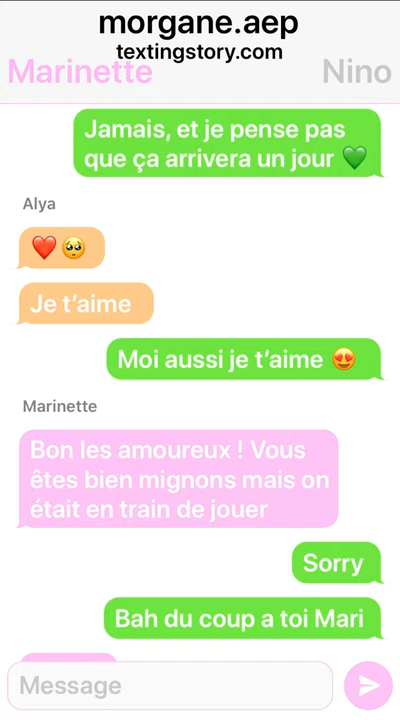 morgane.aep
textingstory.com
Marinette
Nino
Jamais, et je pense pas
que ça arrivera un jour 💚
Alya
❤️🥺
Je t’aime
Moi aussi je t’aime 😍
Marinette
Bon les amoureux ! Vous
êtes bien mignons mais on
était en train de jouer
Sorry
Bah du coup a toi Mari
Message